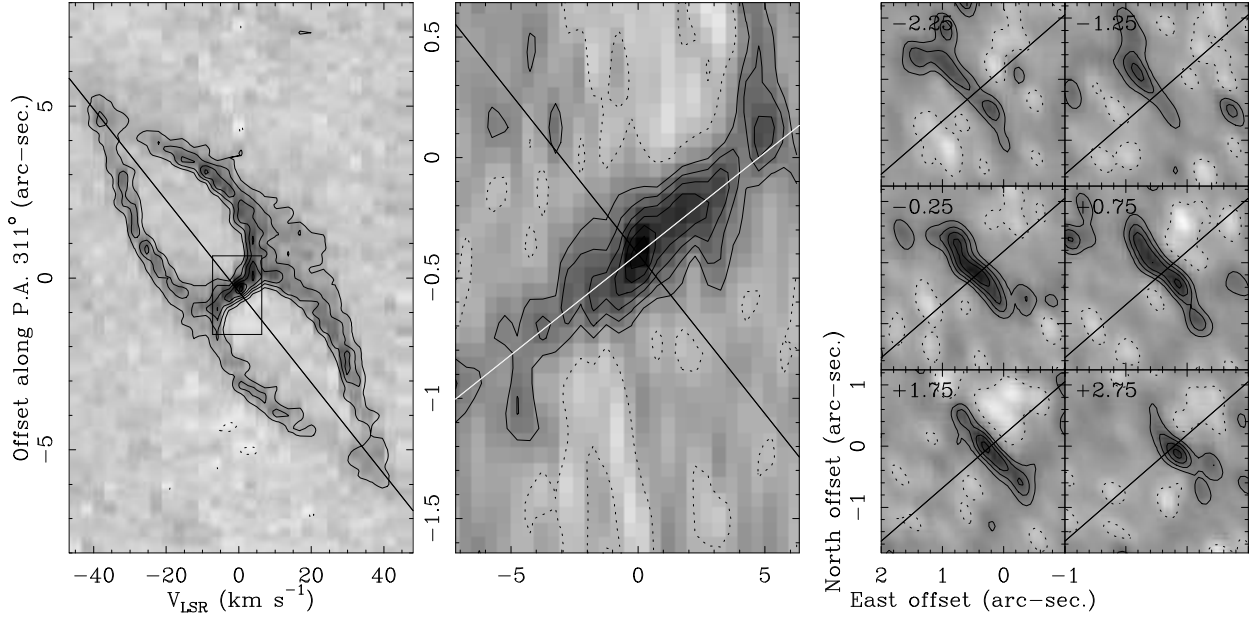 Offset along P.A. 311° (arc−sec.)
5
0
−5
−40 −20 0 20 40
V_LSR (km s⁻¹)
0.5
0
−0.5
−1
−1.5
−5 0 5
−2.25
−1.25
−0.25
+0.75
+1.75
+2.75
North offset (arc−sec.)
1
0
−1
2 1 0 −1
East offset (arc−sec.)